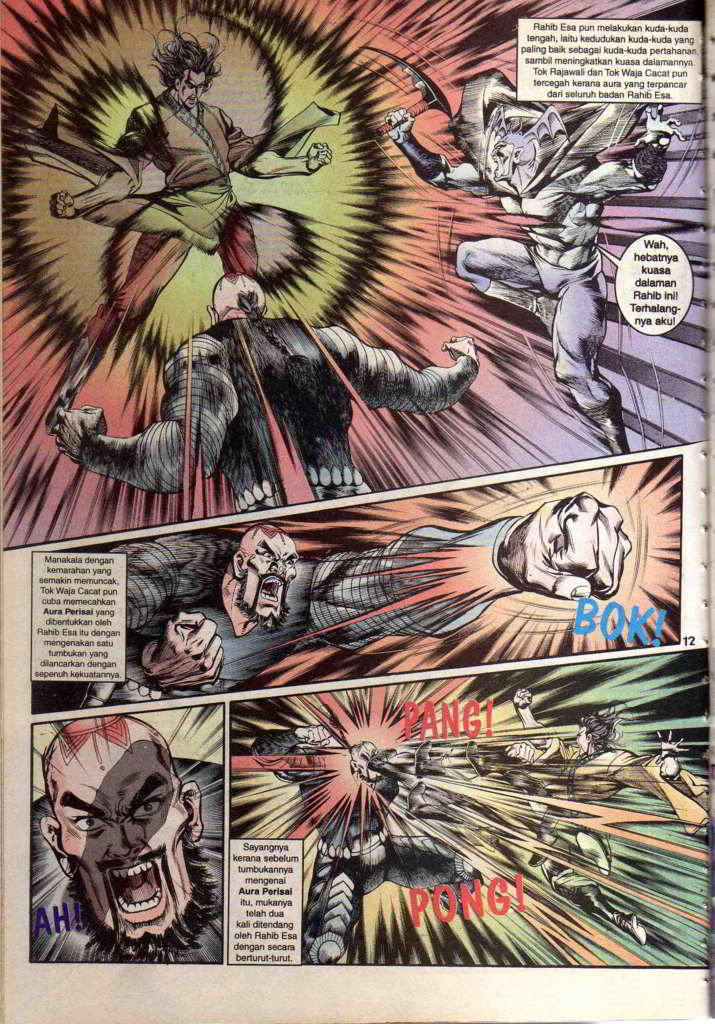 Rahib Esa pun melakukan kuda-kuda
tengah, iaitu kedudukan kuda-kuda yang
paling baik sebagai kuda-kuda pertahanan
sambil meningkatkan kuasa dalamannya.
Tok Rajawali dan Tok Waja Cacat pun
tercegah kerana aura yang terpancar
dari seluruh badan Rahib Esa.
Wah,
hebatnya
kuasa
dalaman
Rahib ini!
Terhalang-
nya aku!
Manakala dengan
kemarahan yang
semakin memuncak,
Tok Waja Cacat pun
cuba memecahkan
Aura Perisai yang
dibentukkan oleh
Rahib Esa itu dengan
mengenakan satu
tumbukan yang
dilancarkan dengan
sepenuh kekuatannya.
BOK!
12
AH!
PANG!
Sayangnya
kerana sebelum
tumbukannya
mengenai
Aura Perisai
itu, mukanya
telah dua
kali ditendang
oleh Rahib Esa
dengan secara
berturut-turut.
PONG!